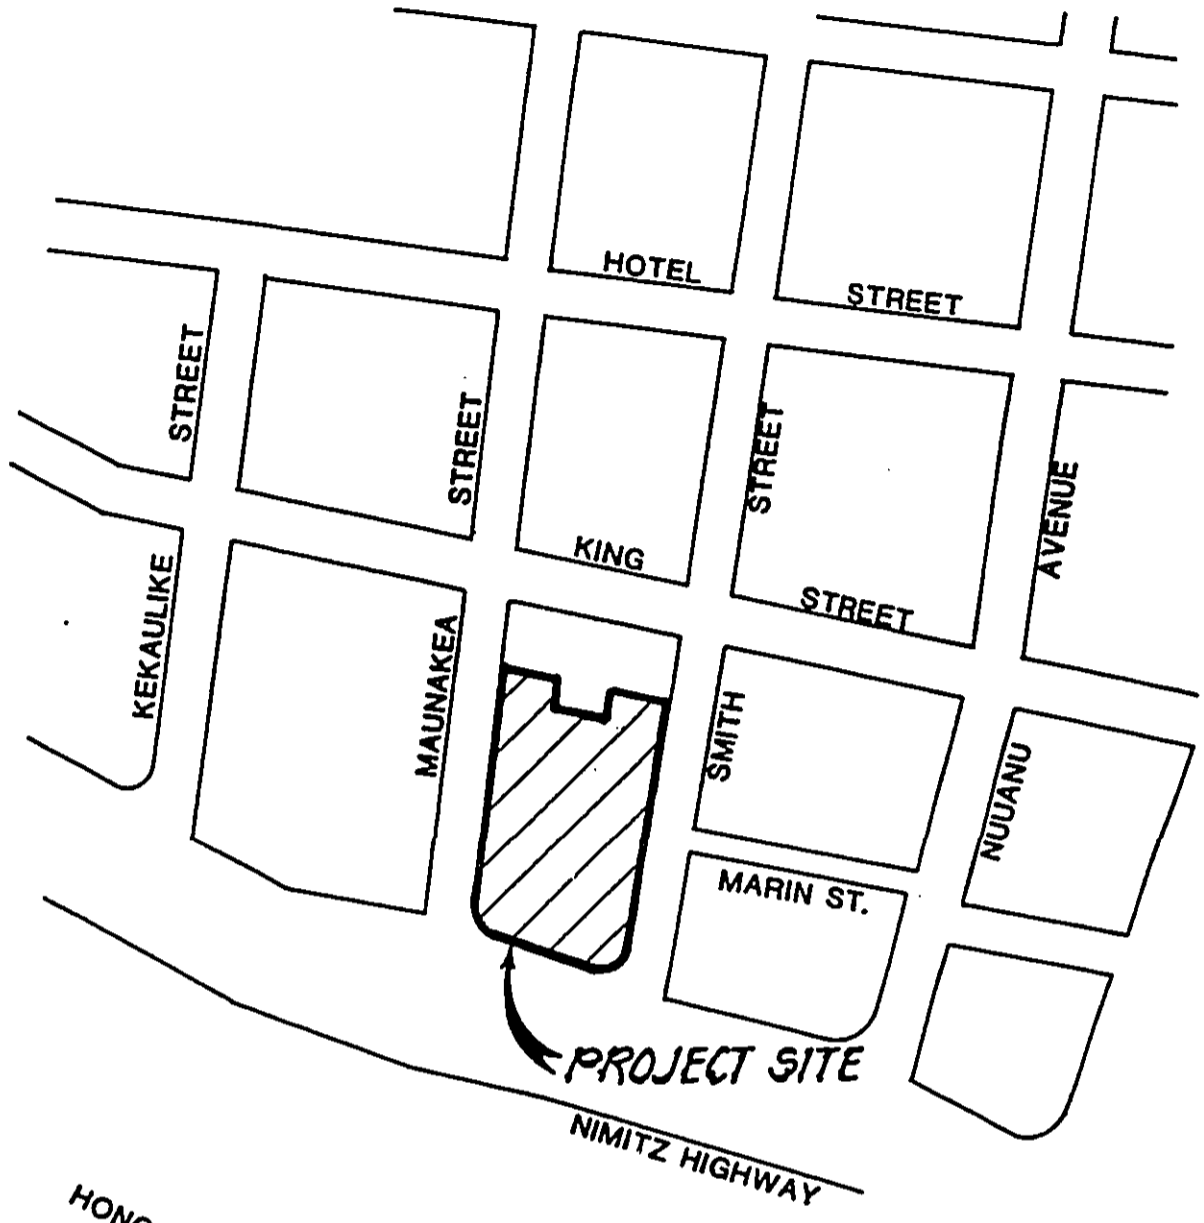 HOTEL STREET
STREET
STREET
STREET
AVENUE
KING STREET
KEKAULIKE
MAUNAKEA
SMITH
NUUANU
MARIN ST.
PROJECT SITE
NIMITZ HIGHWAY